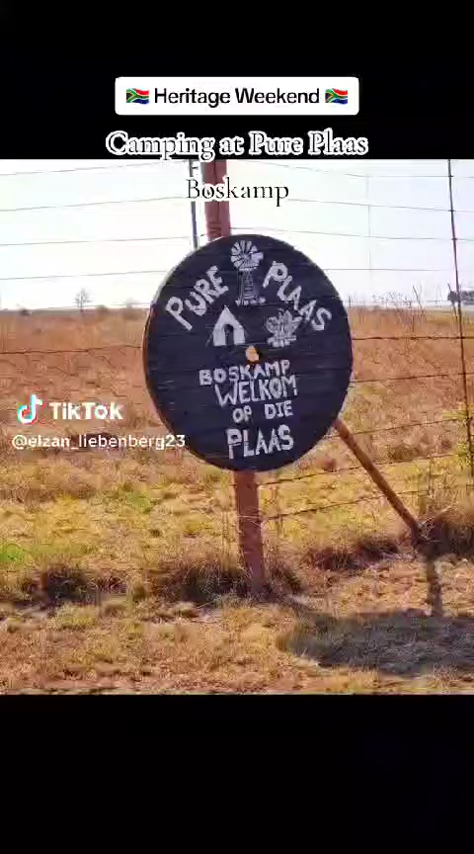 🇿🇦 Heritage Weekend 🇿🇦
Camping at Pure Plaas
Boskamp
PURE PLAAS
BOSKAMP
WELKOM
OP DIE
PLAAS
TikTok
@elzan_liebenberg23